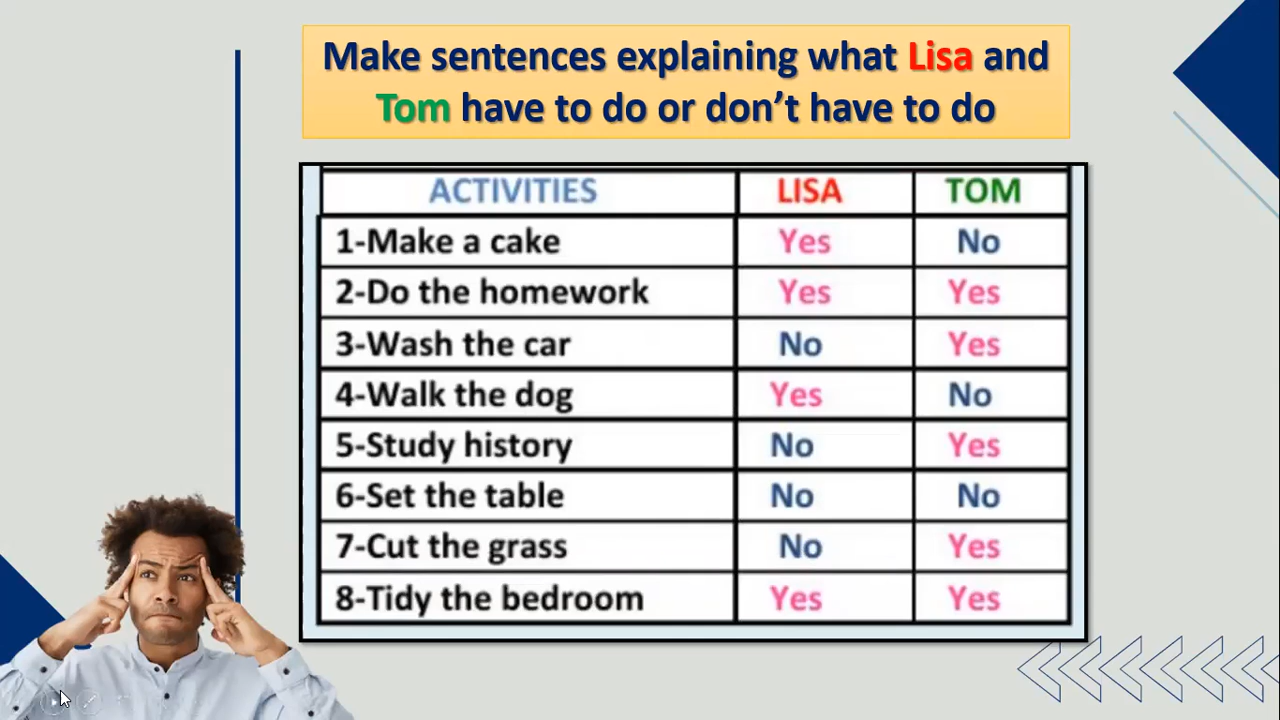 Make sentences explaining what Lisa and
Tom have to do or don’t have to do
ACTIVITIES LISA TOM
1-Make a cake Yes No
2-Do the homework Yes Yes
3-Wash the car No Yes
4-Walk the dog Yes No
5-Study history No Yes
6-Set the table No No
7-Cut the grass No Yes
8-Tidy the bedroom Yes Yes